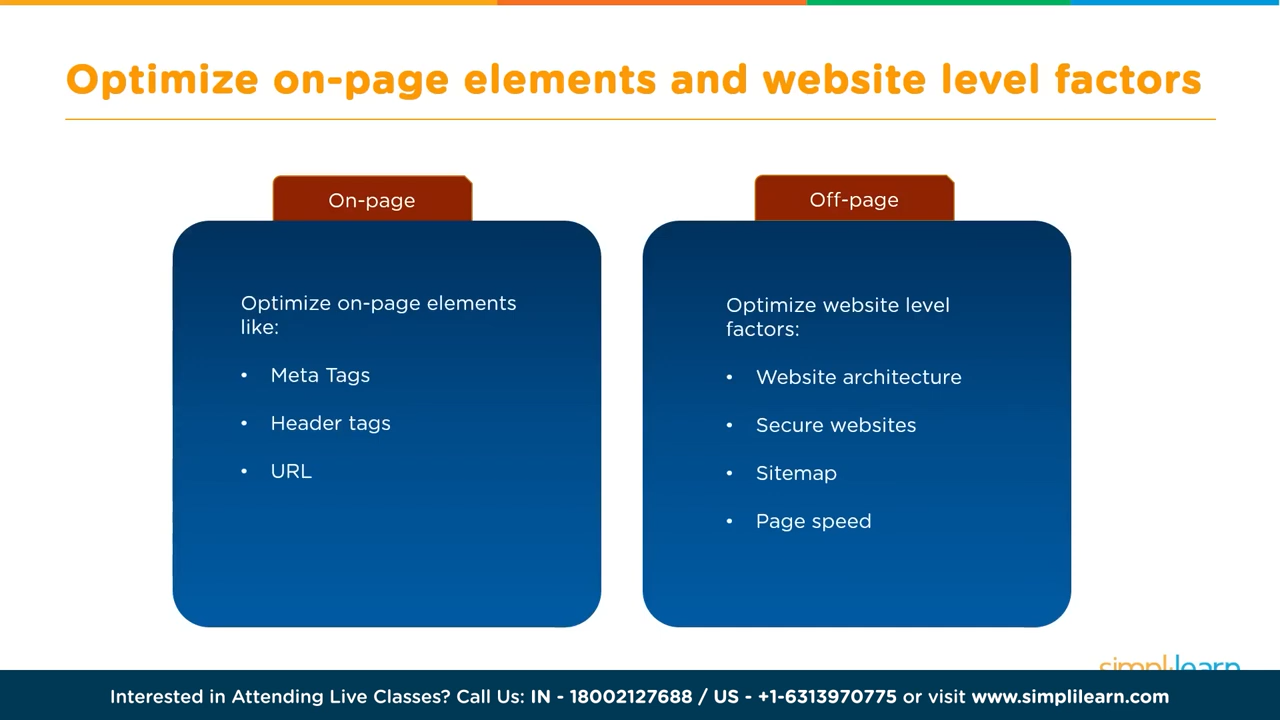 Optimize on-page elements and website level factors
On-page
Optimize on-page elements
like:
• Meta Tags
• Header tags
• URL
Off-page
Optimize website level
factors:
• Website architecture
• Secure websites
• Sitemap
• Page speed
simplilearn
Interested in Attending Live Classes? Call Us: IN - 18002127688 / US - +1-6313970775 or visit www.simplilearn.com